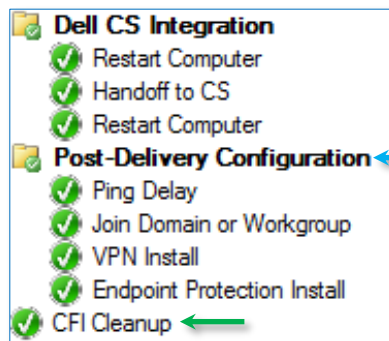 Dell CS Integration
Restart Computer
Handoff to CS
Restart Computer
Post-Delivery Configuration
Ping Delay
Join Domain or Workgroup
VPN Install
Endpoint Protection Install
CFI Cleanup